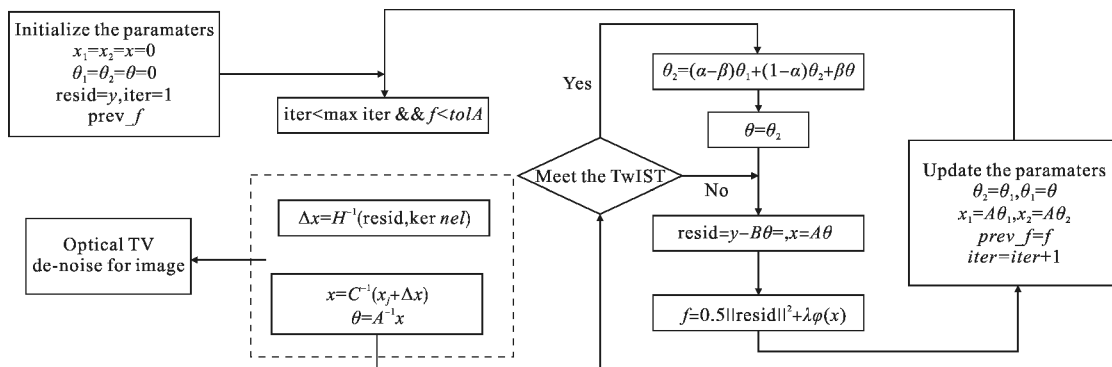 Initialize the paramaters
x₁=x₂=x=0
θ₁=θ₂=θ=0
resid=y,iter=1
prev_f
iter<max iter && f<tolA
Δx=H⁻¹(resid,ker nel)
x=C⁻¹(xⱼ+Δx)
θ=A⁻¹x
Optical TV
de-noise for image
Meet the TwIST
Yes
No
θ₂=(α-β)θ₁+(1-α)θ₂+βθ
θ=θ₂
resid=y-Bθ=,x=Aθ
f=0.5||resid||²+λφ(x)
Update the paramaters
θ₂=θ₁,θ₁=θ
x₁=Aθ₁,x₂=Aθ₂
prev_f=f
iter=iter+1